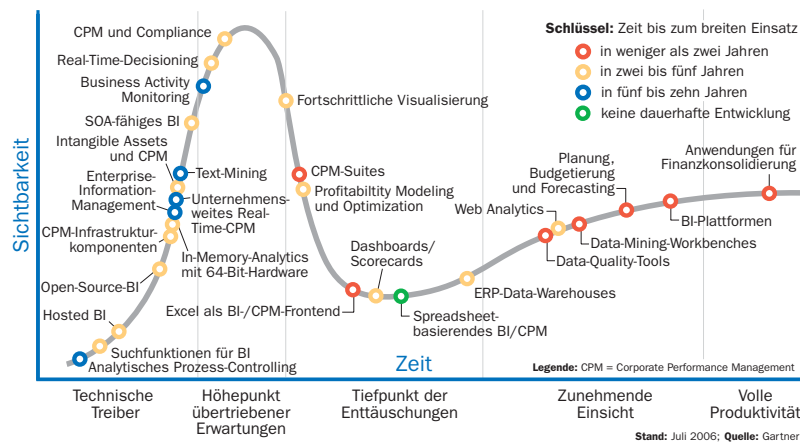 Schlüssel: Zeit bis zum breiten Einsatz
in weniger als zwei Jahren
in zwei bis fünf Jahren
in fünf bis zehn Jahren
keine dauerhafte Entwicklung
Sichtbarkeit
CPM und Compliance
Real-Time-Decisioning
Business Activity
Monitoring
SOA-fähiges BI
Intangible Assets
und CPM
Text-Mining
Enterprise-
Information-
Management
Unternehmens-
weites Real-
Time-CPM
CPM-Infrastruktur-
komponenten
In-Memory-Analytics
mit 64-Bit-Hardware
Open-Source-BI
Hosted BI
Suchfunktionen für BI
Analytisches Prozess-Controlling
Fortschrittliche Visualisierung
CPM-Suites
Profitabiltity Modeling
und Optimization
Dashboards/
Scorecards
Excel als BI-/CPM-Frontend
Spreadsheet-
basierendes BI/CPM
ERP-Data-Warehouses
Web Analytics
Data-Quality-Tools
Data-Mining-Workbenches
Planung,
Budgetierung
und Forecasting
BI-Plattformen
Anwendungen für
Finanzkonsolidierung
Zeit
Legende: CPM = Corporate Performance Management
Technische
Treiber
Höhepunkt
übertriebener
Erwartungen
Tiefpunkt der
Enttäuschungen
Zunehmende
Einsicht
Volle
Produktivität
Stand: Juli 2006; Quelle: Gartner